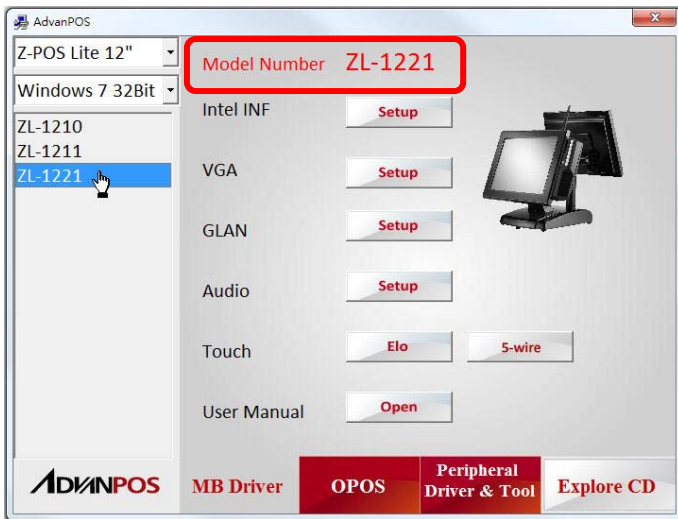 AdvanPOS
Z-POS Lite 12"
Windows 7 32Bit
ZL-1210
ZL-1211
ZL-1221
Model Number ZL-1221
Intel INF Setup
VGA Setup
GLAN Setup
Audio Setup
Touch Elo 5-wire
User Manual Open
ADVANPOS
MB Driver
OPOS
Peripheral
Driver & Tool
Explore CD